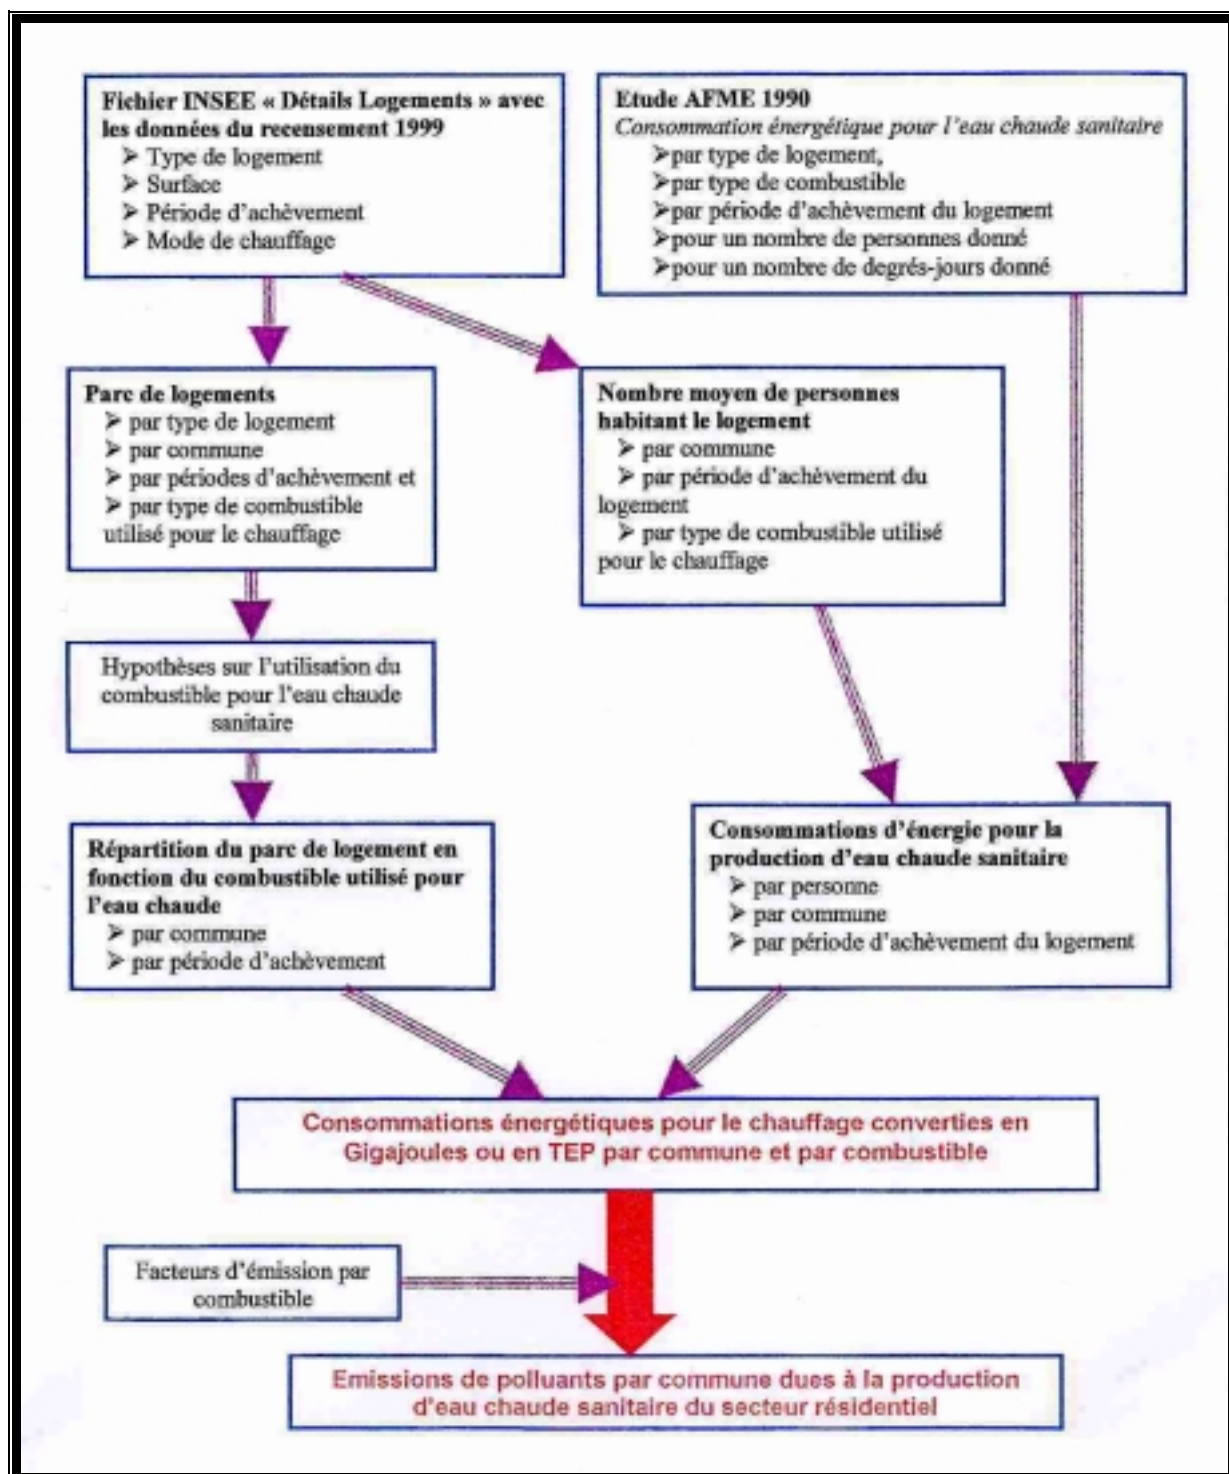 Fichier INSEE « Détails Logements » avec
les données du recensement 1999
➢ Type de logement
➢ Surface
➢ Période d'achèvement
➢ Mode de chauffage
Etude AFME 1990
Consommation énergétique pour l'eau chaude sanitaire
➢par type de logement,
➢par type de combustible
➢par période d'achèvement du logement
➢pour un nombre de personnes donné
➢pour un nombre de degrés-jours donné
Parc de logements
➢ par type de logement
➢ par commune
➢ par périodes d'achèvement et
➢ par type de combustible
utilisé pour le chauffage
Nombre moyen de personnes
habitant le logement
➢ par commune
➢ par période d'achèvement du
logement
➢ par type de combustible utilisé
pour le chauffage
Hypothèses sur l'utilisation du
combustible pour l'eau chaude
sanitaire
Répartition du parc de logement en
fonction du combustible utilisé pour
l'eau chaude
➢ par commune
➢ par période d'achèvement
Consommations d'énergie pour la
production d'eau chaude sanitaire
➢ par personne
➢ par commune
➢ par période d'achèvement du logement
Consommations énergétiques pour le chauffage converties en
Gigajoules ou en TEP par commune et par combustible
Facteurs d'émission par
combustible
Emissions de polluants par commune dues à la production
d'eau chaude sanitaire du secteur résidentiel